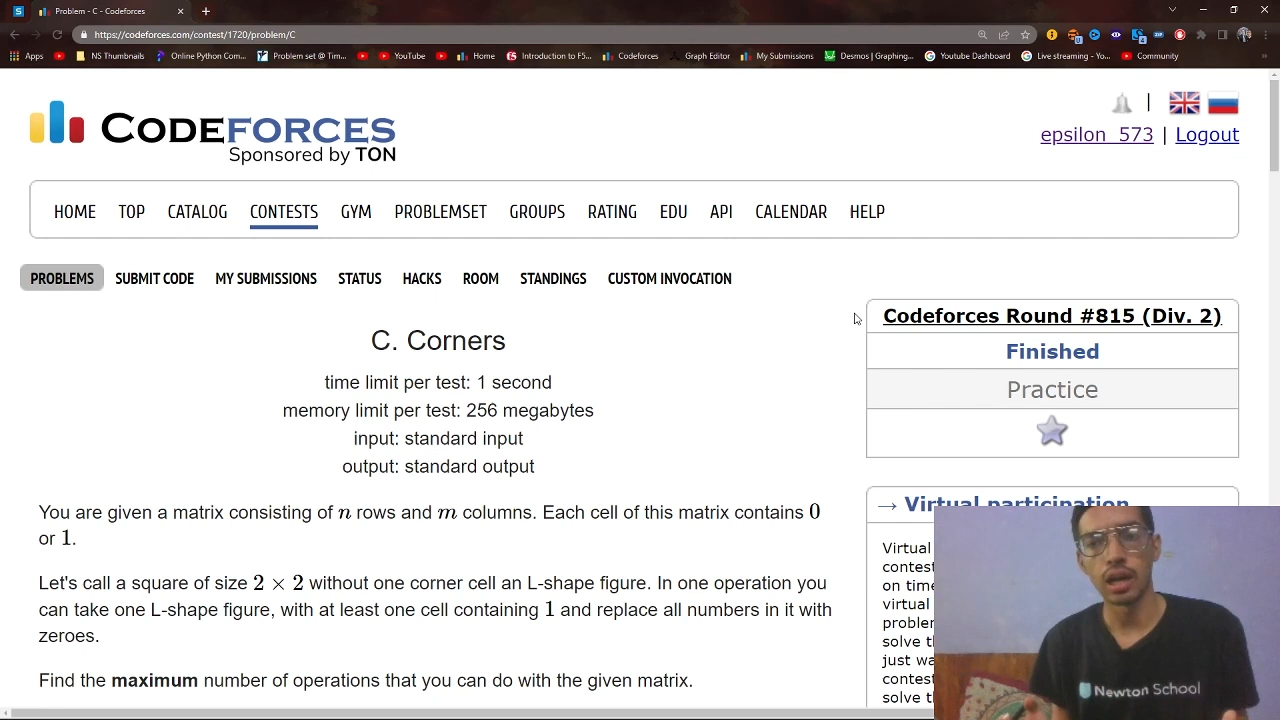 Problem - C - Codeforces
https://codeforces.com/contest/1720/problem/C
Apps NS Thumbnails Online Python Com... Problem set @ Tim... YouTube Home Introduction to F5... Codeforces Graph Editor My Submissions Desmos | Graphing... Youtube Dashboard Live streaming - Yo... Community
CODEFORCES
Sponsored by TON
epsilon_573 | Logout
HOME TOP CATALOG CONTESTS GYM PROBLEMSET GROUPS RATING EDU API CALENDAR HELP
PROBLEMS SUBMIT CODE MY SUBMISSIONS STATUS HACKS ROOM STANDINGS CUSTOM INVOCATION
C. Corners
time limit per test: 1 second
memory limit per test: 256 megabytes
input: standard input
output: standard output
You are given a matrix consisting of n rows and m columns. Each cell of this matrix contains 0
or 1.
Let's call a square of size 2 × 2 without one corner cell an L-shape figure. In one operation you
can take one L-shape figure, with at least one cell containing 1 and replace all numbers in it with
zeroes.
Find the maximum number of operations that you can do with the given matrix.
Codeforces Round #815 (Div. 2)
Finished
Practice
→ Virtual participation
Virtual
contest
on time
virtual
problem
solve th
just wa
contest
solve th
Newton School